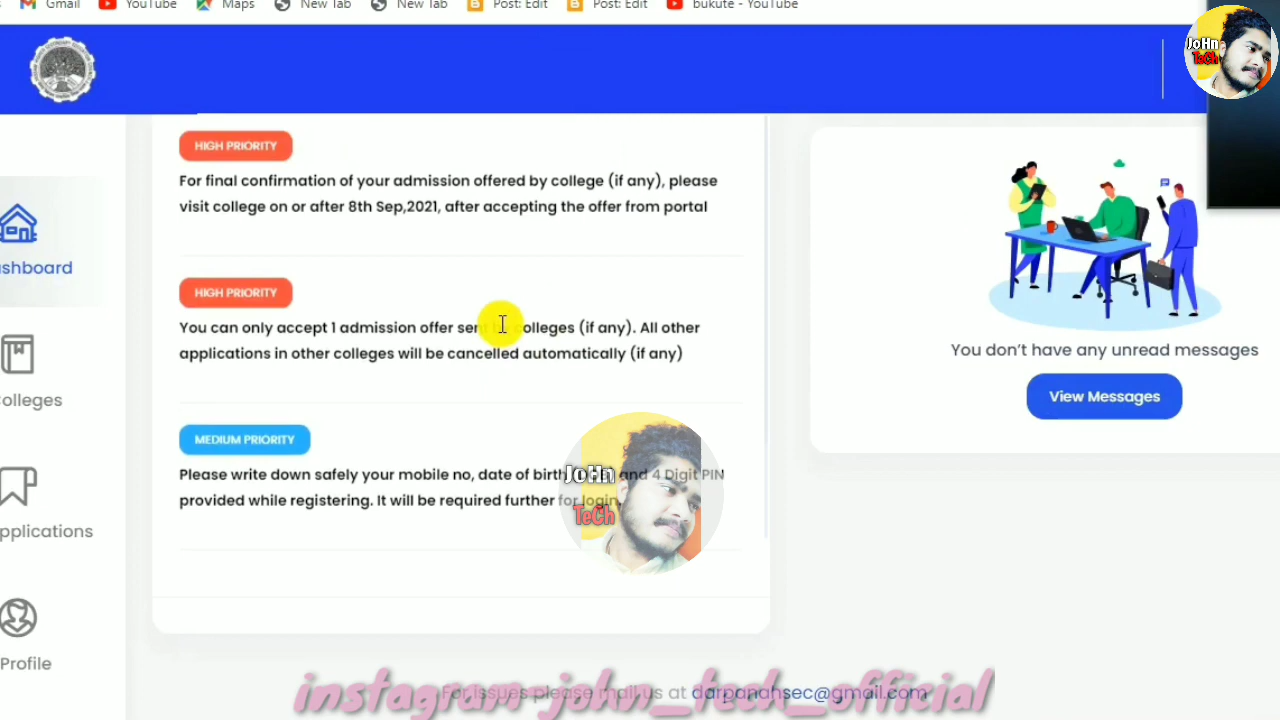 Gmail YouTube Maps New Tab New Tab Post: Edit Post: Edit bukute - YouTube
JoHn
TeCh
HIGH PRIORITY
For final confirmation of your admission offered by college (if any), please
visit college on or after 8th Sep,2021, after accepting the offer from portal
HIGH PRIORITY
You can only accept 1 admission offer sent by colleges (if any). All other
applications in other colleges will be cancelled automatically (if any)
MEDIUM PRIORITY
Please write down safely your mobile no, date of birth and 4 Digit PIN
provided while registering. It will be required further for login
JoHn
TeCh
shboard
olleges
pplications
Profile
You don't have any unread messages
View Messages
For issues please mail us at darpanahsec@gmail.com
instagram-john_tech_official